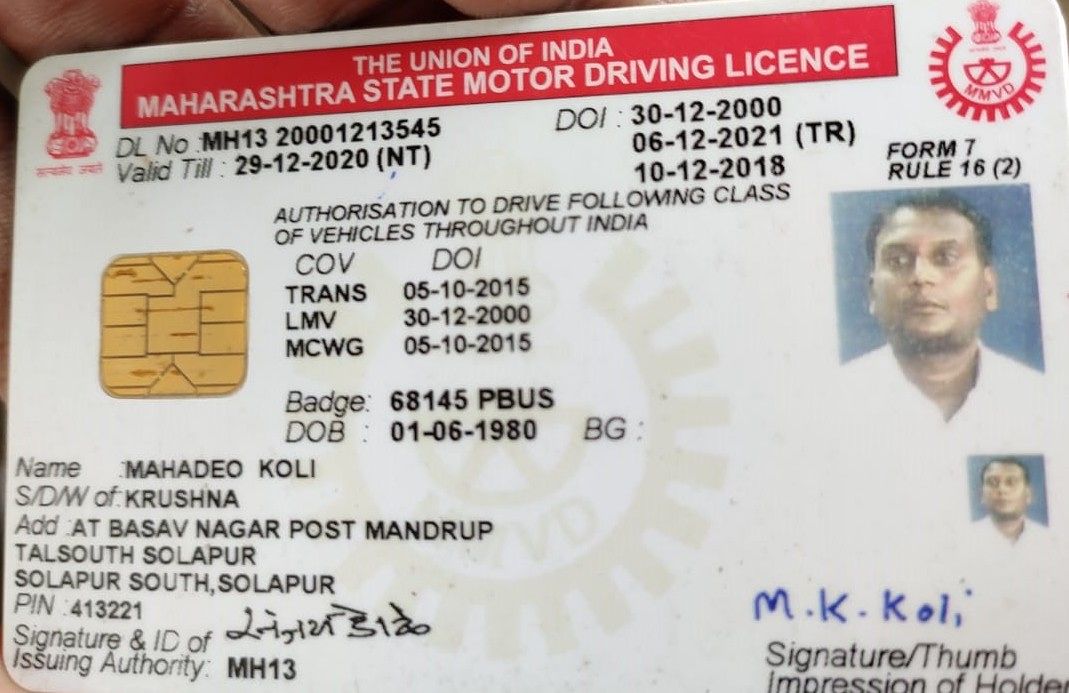 THE UNION OF INDIA
MAHARASHTRA STATE MOTOR DRIVING LICENCE
MMVD
सत्यमेव जयते
DL No :MH13 20001213545
DOI : 30-12-2000
Valid Till : 29-12-2020 (NT)
06-12-2021 (TR)
10-12-2018
FORM 7
RULE 16 (2)
AUTHORISATION TO DRIVE FOLLOWING CLASS
OF VEHICLES THROUGHOUT INDIA
COV DOI
TRANS 05-10-2015
LMV 30-12-2000
MCWG 05-10-2015
Badge: 68145 PBUS
DOB : 01-06-1980 BG :
Name :MAHADEO KOLI
S/D/W of:KRUSHNA
Add :AT BASAV NAGAR POST MANDRUP
TALSOUTH SOLAPUR
SOLAPUR SOUTH,SOLAPUR
PIN :413221
Signature & ID of
Issuing Authority: MH13
M.K.Koli
Signature/Thumb
Impression of Holder